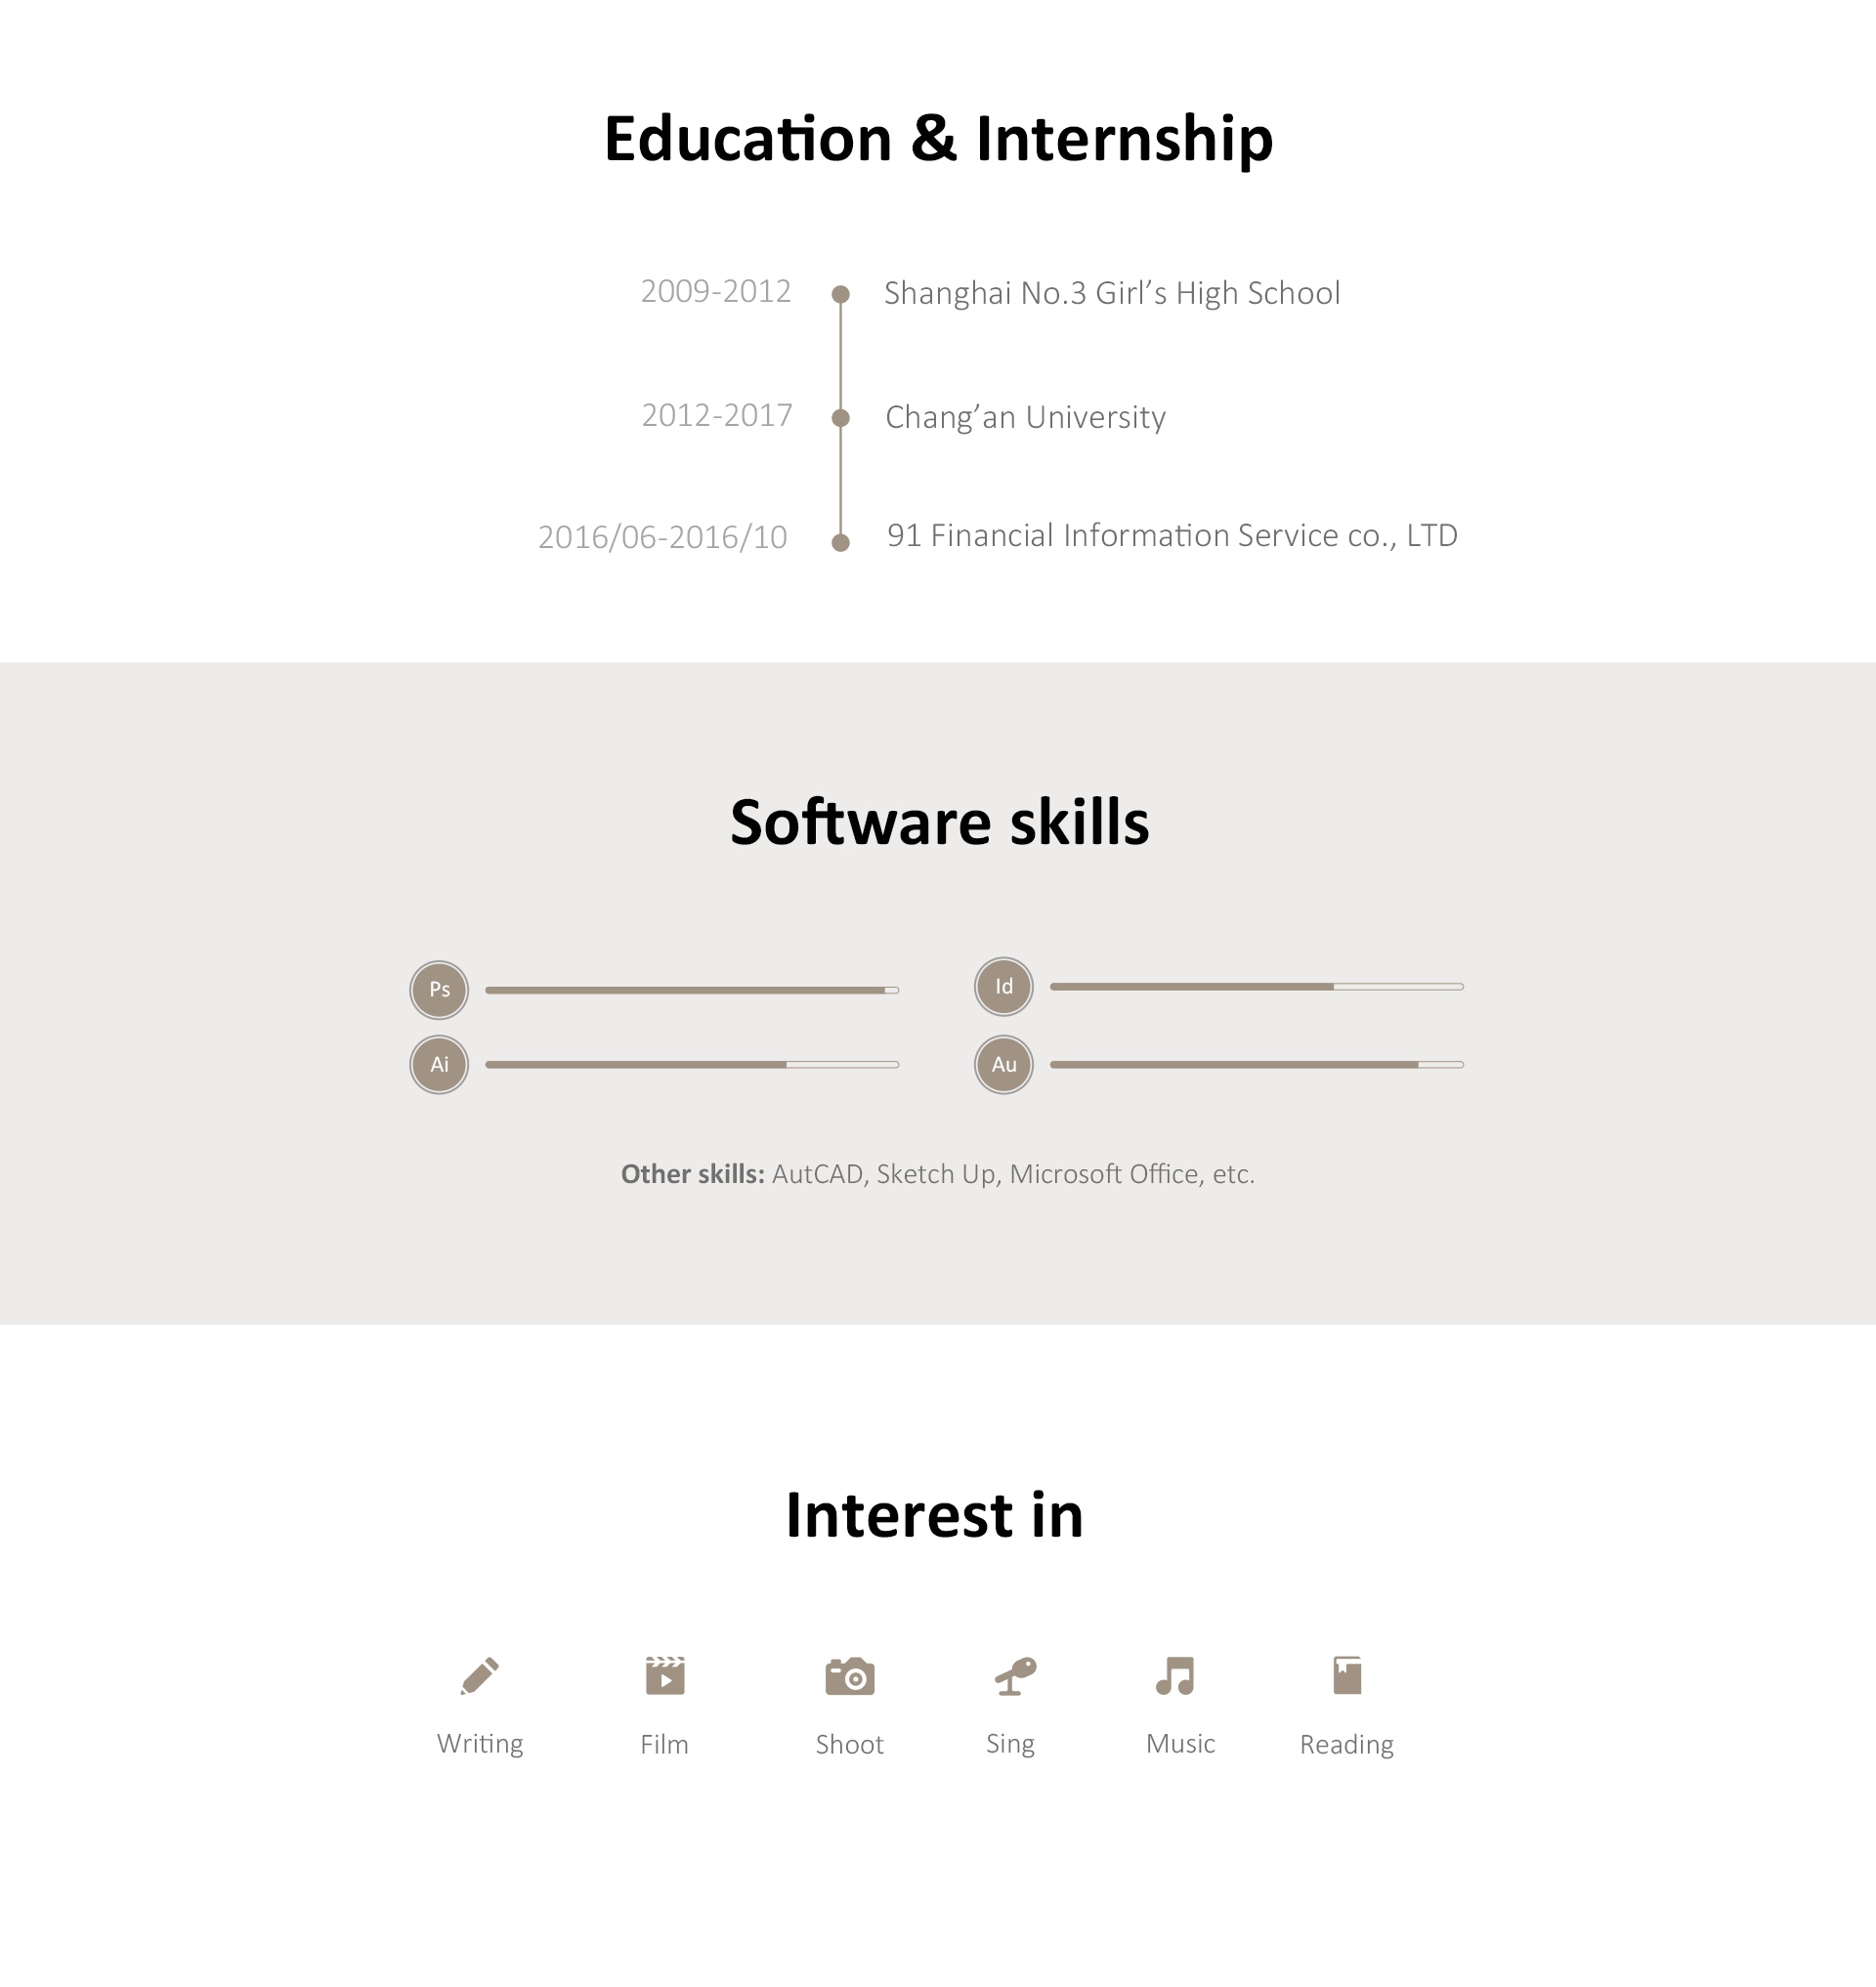 Education & Internship
2009-2012 Shanghai No.3 Girl’s High School
2012-2017 Chang’an University
2016/06-2016/10 91 Financial Information Service co., LTD
Software skills
Ps Id
Ai Au
Other skills: AutCAD, Sketch Up, Microsoft Office, etc.
Interest in
Writing Film Shoot Sing Music Reading